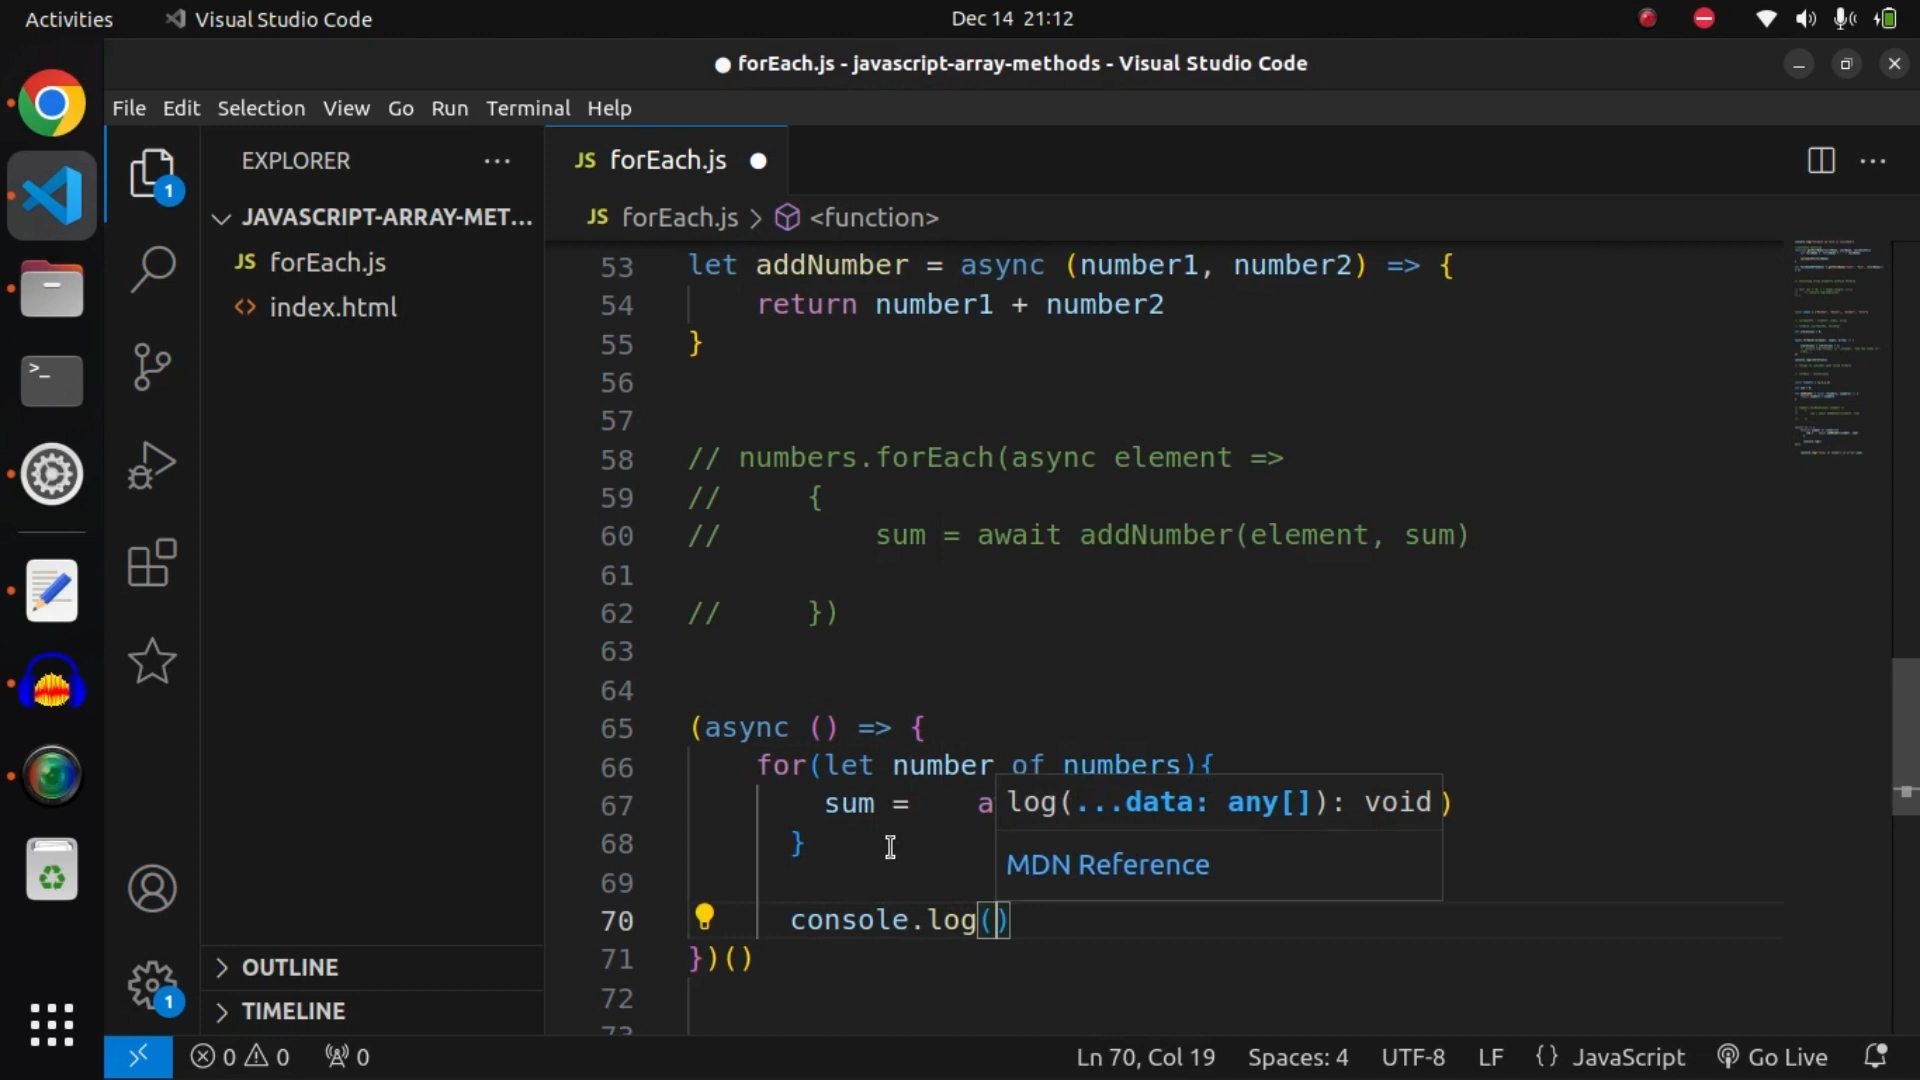 Activities Visual Studio Code Dec 14 21:12
forEach.js - javascript-array-methods - Visual Studio Code
File Edit Selection View Go Run Terminal Help
EXPLORER ... JS forEach.js ...
1
JAVASCRIPT-ARRAY-MET... JS forEach.js > <function>
JS forEach.js
<> index.html
53 let addNumber = async (number1, number2) => {
54 return number1 + number2
55 }
56
57
58 // numbers.forEach(async element =>
59 // {
60 // sum = await addNumber(element, sum)
61
62 // })
63
64
65 (async () => {
66 for(let number of numbers){
67 sum = a )
log(...data: any[]): void
68 }
MDN Reference
69
70 console.log()
71 })()
72
73
OUTLINE
TIMELINE
1
0 0 0 Ln 70, Col 19 Spaces: 4 UTF-8 LF {} JavaScript Go Live